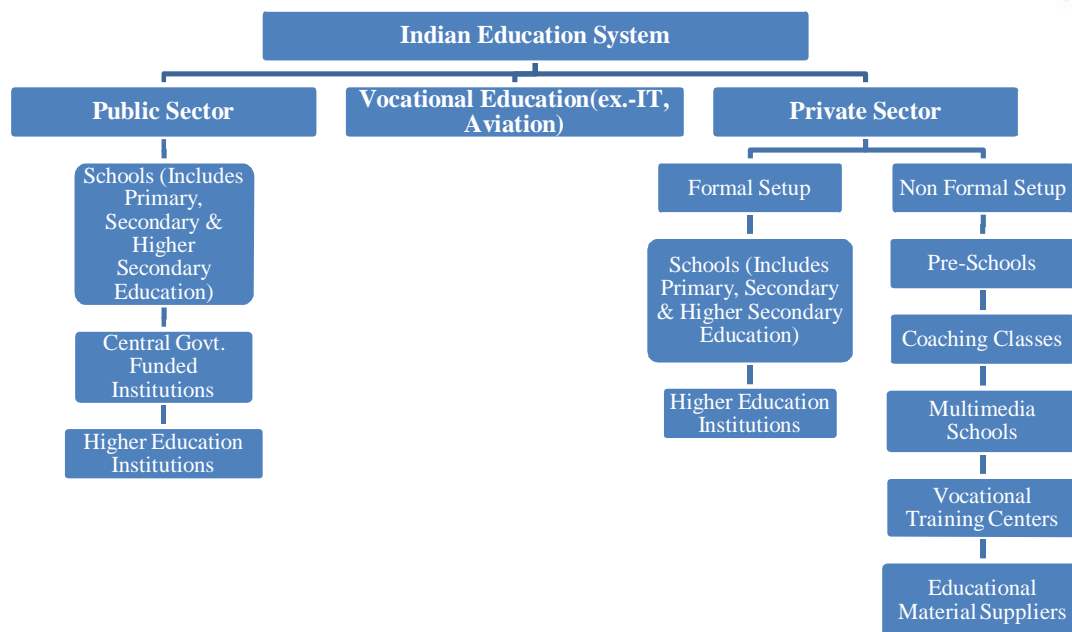 Indian Education System
Public Sector
Vocational Education(ex.-IT,
Aviation)
Private Sector
Schools (Includes
Primary,
Secondary &
Higher
Secondary
Education)
Central Govt.
Funded
Institutions
Higher Education
Institutions
Formal Setup
Schools (Includes
Primary, Secondary
& Higher Secondary
Education)
Higher Education
Institutions
Non Formal Setup
Pre-Schools
Coaching Classes
Multimedia
Schools
Vocational
Training Centers
Educational
Material Suppliers